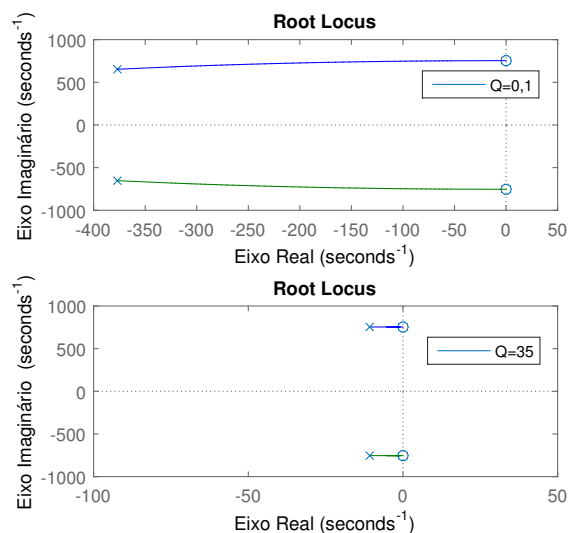 Root Locus
Eixo Imaginário (seconds-1)
1000
500
0
-500
-1000
Q=0,1
-400 -350 -300 -250 -200 -150 -100 -50 0 50
Eixo Real (seconds-1)
Root Locus
Eixo Imaginário (seconds-1)
1000
500
0
-500
-1000
Q=35
-100 -50 0 50
Eixo Real (seconds-1)